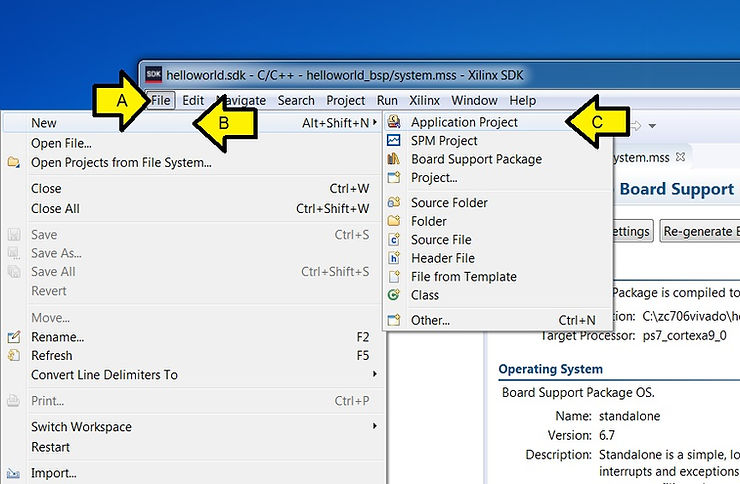 SDK helloworld.sdk - C/C++ - helloworld_bsp/system.mss - Xilinx SDK
A File Edit Navigate Search Project Run Xilinx Window Help
New Alt+Shift+N B
Open File...
Open Projects from File System...
Close Ctrl+W
Close All Ctrl+Shift+W
Save Ctrl+S
Save As...
Save All Ctrl+Shift+S
Revert
Move...
Rename... F2
Refresh F5
Convert Line Delimiters To
Print... Ctrl+P
Switch Workspace
Restart
Import...
Application Project C
SPM Project
Board Support Package
Project...
Source Folder
Folder
Source File
Header File
File from Template
Class
Other... Ctrl+N
ystem.mss
Board Support
ettings Re-generate B
Package is compiled to
ion: C:\zc706vivado\he
Target Processor: ps7_cortexa9_0
Operating System
Board Support Package OS.
Name: standalone
Version: 6.7
Description: Standalone is a simple, lo
interrupts and exceptions